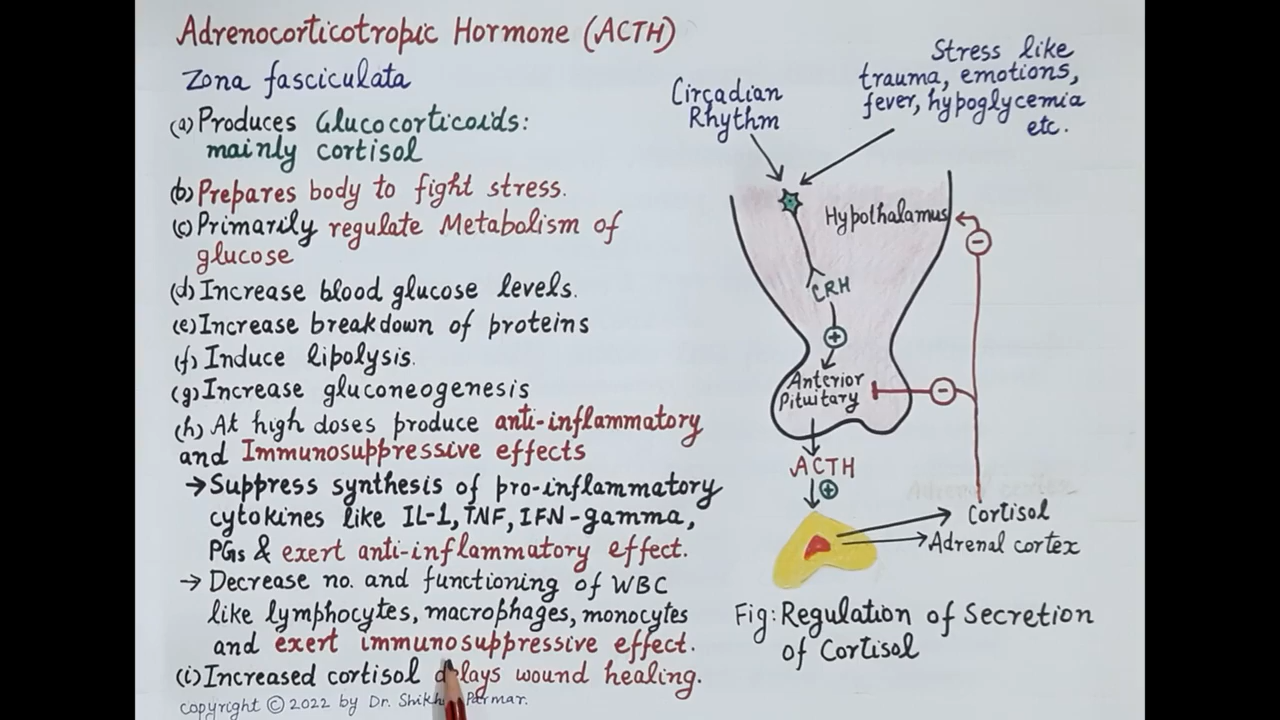 Adrenocorticotropic Hormone (ACTH)
Zona fasciculata
(a) Produces Glucocorticoids:
mainly cortisol
(b) Prepares body to fight stress.
(c) Primarily regulate Metabolism of
glucose
(d) Increase blood glucose levels.
(e) Increase breakdown of proteins
(f) Induce lipolysis.
(g) Increase gluconeogenesis
(h) At high doses produce anti-inflammatory
and Immunosuppressive effects
→ Suppress synthesis of pro-inflammatory
cytokines like IL-1, TNF, IFN-gamma,
PGs & exert anti-inflammatory effect.
→ Decrease no. and functioning of WBC
like lymphocytes, macrophages, monocytes
and exert immunosuppressive effect.
(i) Increased cortisol delays wound healing.
copyright © 2022 by Dr. Shikha Parmar.
Circadian
Rhythm
Stress like
trauma, emotions,
fever, hypoglycemia
etc.
Hypothalamus
−
CRH
+
Anterior
Pituitary
−
ACTH
+
Cortisol
Adrenal cortex
Fig: Regulation of Secretion
of Cortisol